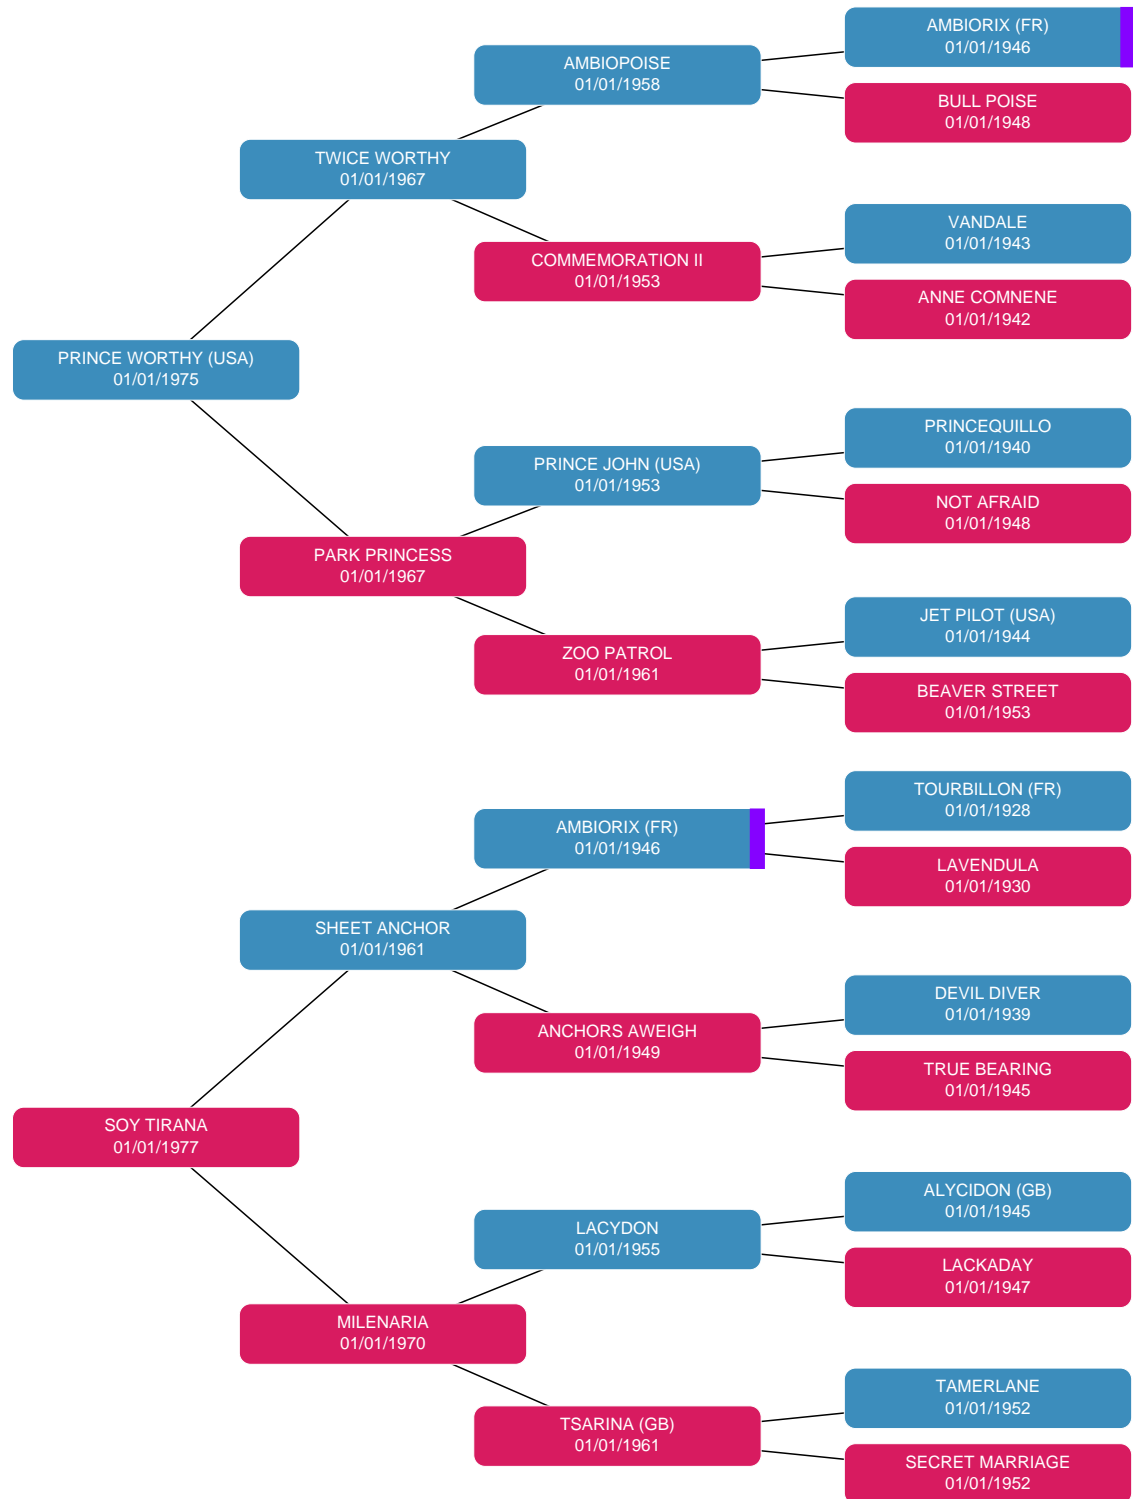 AMBIORIX (FR)
01/01/1946
AMBIOPOISE
01/01/1958
BULL POISE
01/01/1948
TWICE WORTHY
01/01/1967
VANDALE
01/01/1943
COMMEMORATION II
01/01/1953
ANNE COMNENE
01/01/1942
PRINCE WORTHY (USA)
01/01/1975
PRINCEQUILLO
01/01/1940
PRINCE JOHN (USA)
01/01/1953
NOT AFRAID
01/01/1948
PARK PRINCESS
01/01/1967
JET PILOT (USA)
01/01/1944
ZOO PATROL
01/01/1961
BEAVER STREET
01/01/1953
TOURBILLON (FR)
01/01/1928
AMBIORIX (FR)
01/01/1946
LAVENDULA
01/01/1930
SHEET ANCHOR
01/01/1961
DEVIL DIVER
01/01/1939
ANCHORS AWEIGH
01/01/1949
TRUE BEARING
01/01/1945
SOY TIRANA
01/01/1977
ALYCIDON (GB)
01/01/1945
LACYDON
01/01/1955
LACKADAY
01/01/1947
MILENARIA
01/01/1970
TAMERLANE
01/01/1952
TSARINA (GB)
01/01/1961
SECRET MARRIAGE
01/01/1952